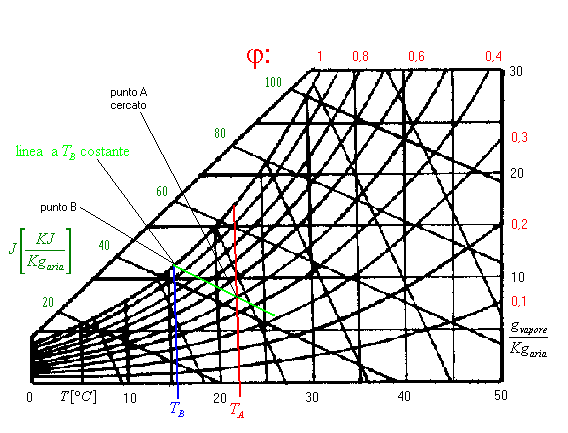 φ:
1 0,8 0,6 0,4
30
100
punto A
cercato
80
0,3
linea a T_B costante
20
60
punto B
0,2
J[KJ/Kg_aria]
40
10
20
0,1
g_vapore/Kg_aria
0 T[°C] 10 20 30 40 50
T_B T_A